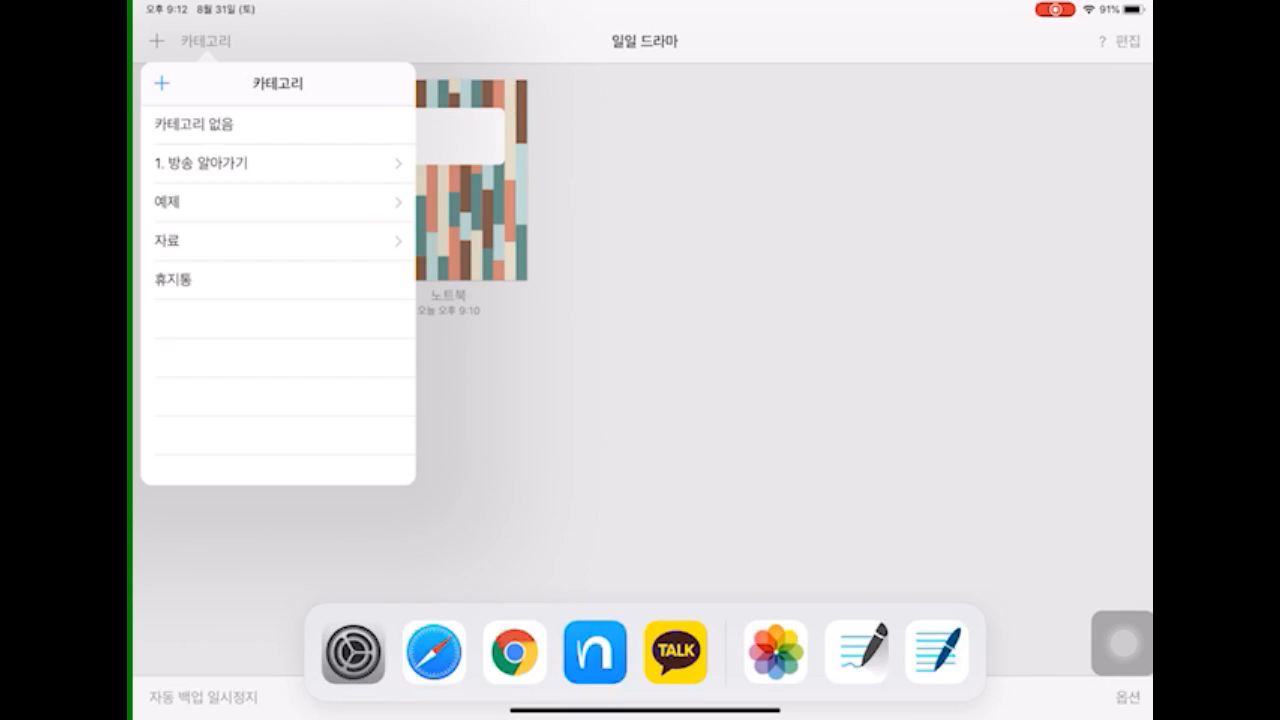 오후 9:12 8월 31일 (토) 91%
카테고리 일일 드라마 ? 편집
카테고리
카테고리 없음
1. 방송 알아가기
예제
자료
휴지통
노트북
오늘 오후 9:10
n TALK
자동 백업 일시정지 옵션